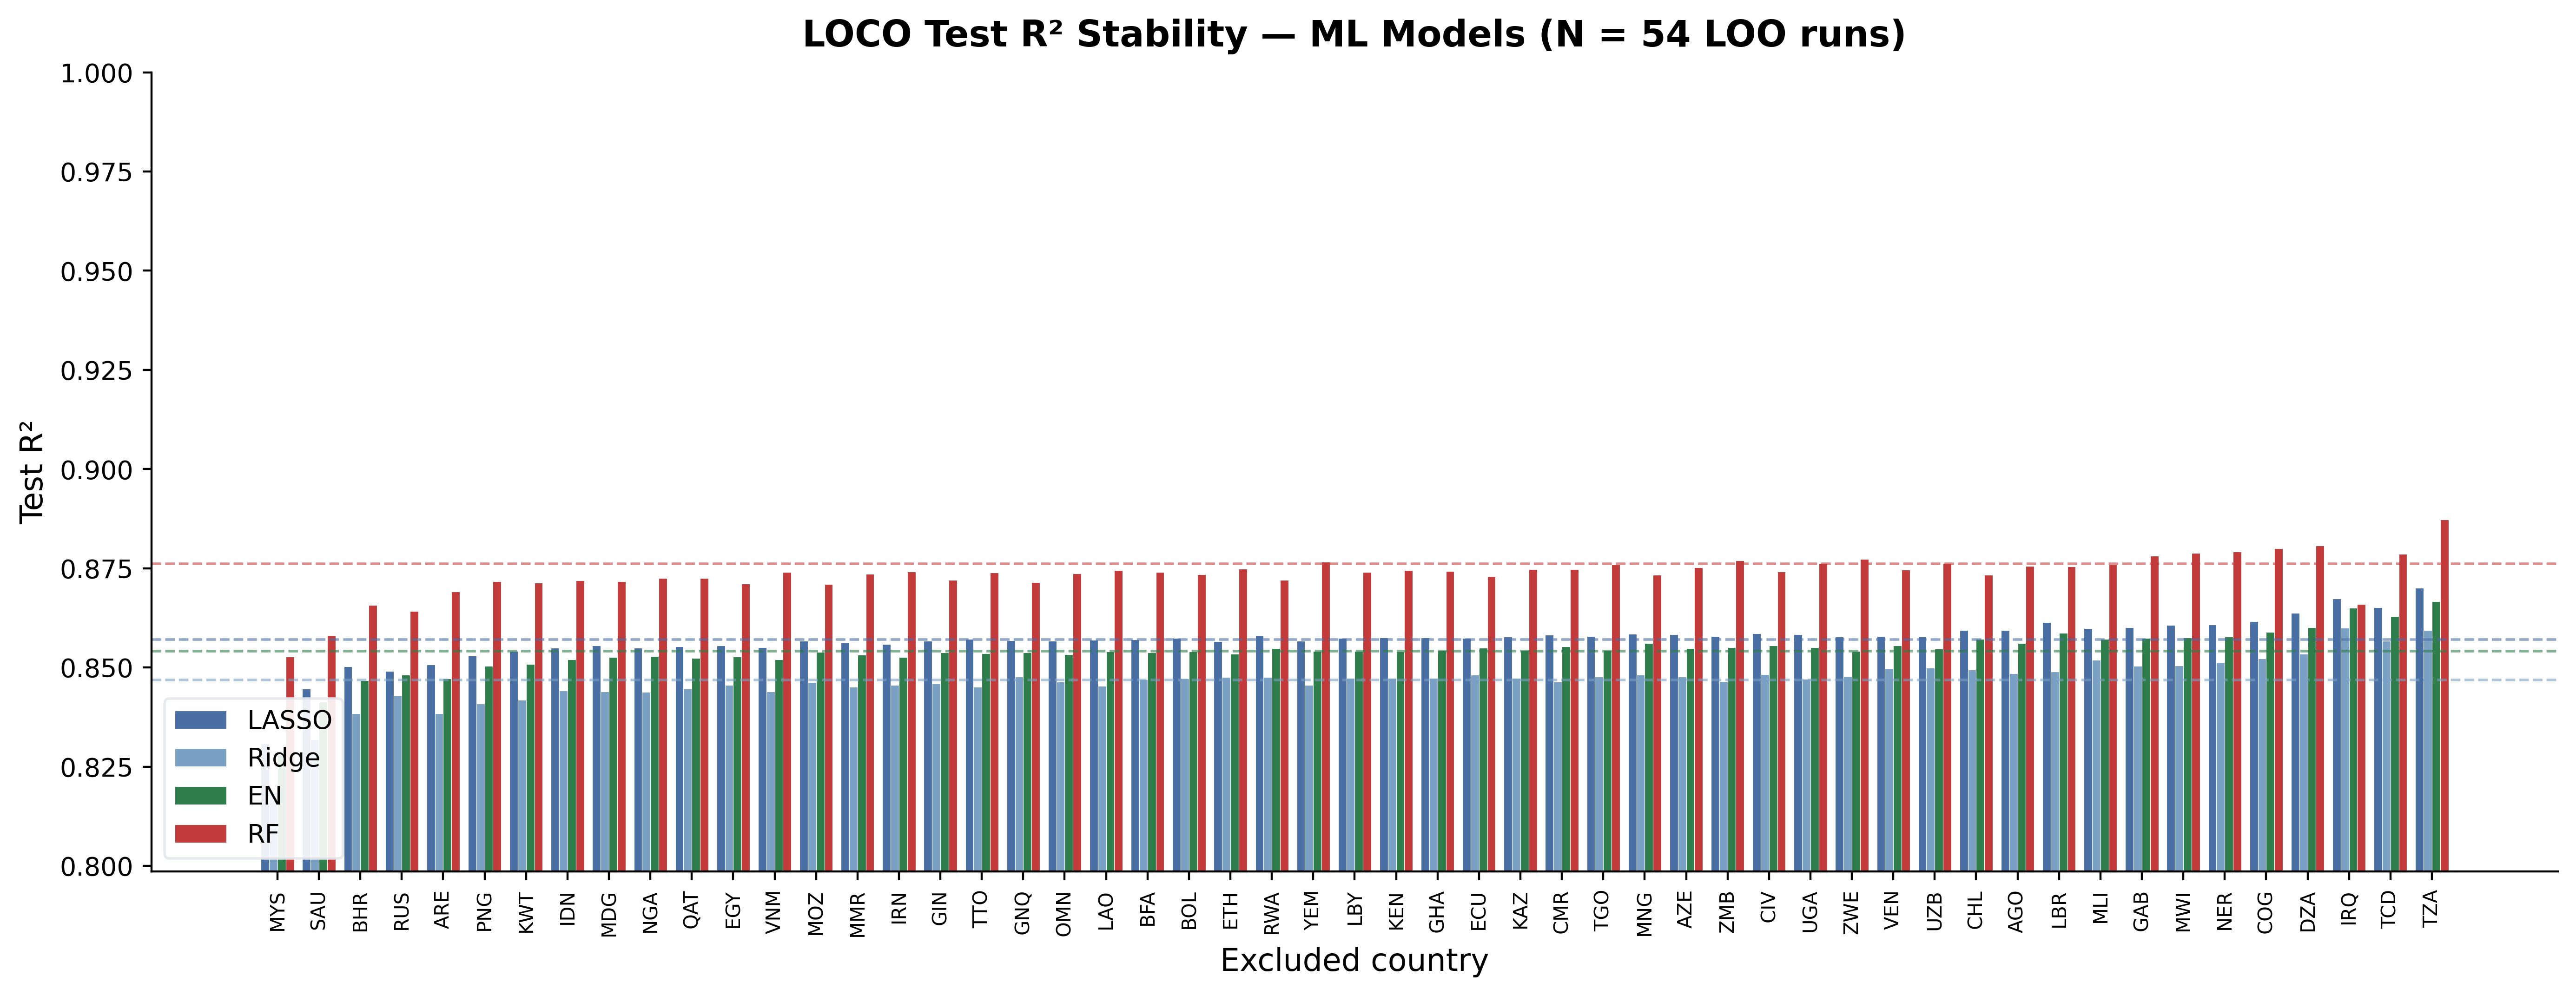 LOCO Test R² Stability — ML Models (N = 54 LOO runs)
1.000
0.975
0.950
0.925
0.900
0.875
0.850
0.825
0.800
Test R²
LASSO
Ridge
EN
RF
MYS SAU BHR RUS ARE PNG KWT IDN MDG NGA QAT EGY VNM MOZ MMR IRN GIN TTO GNQ OMN LAO BFA BOL ETH RWA YEM LBY KEN GHA ECU KAZ CMR TGO MNG AZE ZMB CIV UGA ZWE VEN UZB CHL AGO LBR MLI GAB MWI NER COG DZA IRQ TCD TZA
Excluded country